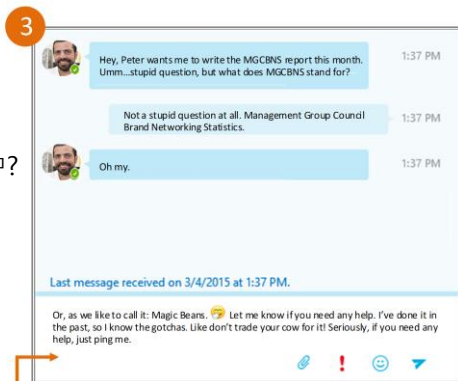 3
Hey, Peter wants me to write the MGCBNS report this month.
1:37 PM
Umm...stupid question, but what does MGCBNS stand for?
Not a stupid question at all. Management Group Council
1:37 PM
Brand Networking Statistics.
?
Oh my.
1:37 PM
Last message received on 3/4/2015 at 1:37 PM.
Or, as we like to call it: Magic Beans. Let me know if you need any help. I've done it in
the past, so I know the gotchas. Like don't trade your cow for it! Seriously, if you need any
help, just ping me.